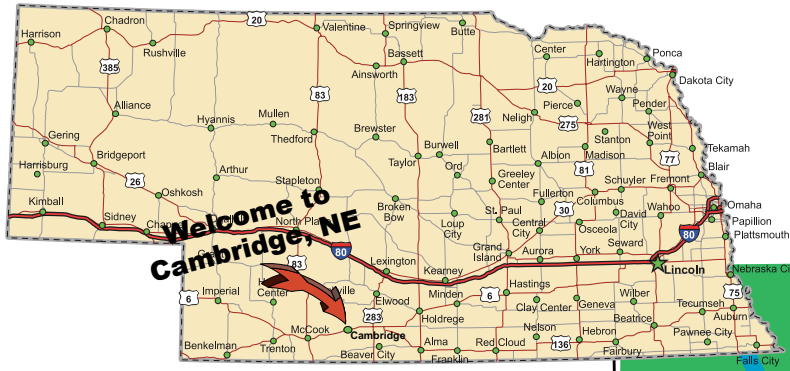 Chadron
20
Valentine
Springview
Butte
Harrison
Rushville
Bassett
Center
Hartington
Ponca
385
Ainsworth
Dakota City
83
183
20
Wayne
Alliance
Pierce
Pender
Hyannis
Mullen
281
Neligh
275
West
Point
Gering
Thedford
Brewster
Stanton
Bridgeport
Taylor
Burwell
Bartlett
Albion
Madison
77
Tekamah
Harrisburg
Arthur
Ord
81
Blair
26
Stapleton
Greeley
Center
Schuyler
Fremont
Oshkosh
Fullerton
Columbus
Kimball
Broken
Bow
St. Paul
30
David
City
Wahoo
Omaha
Sidney
Loup
City
Central
City
Osceola
Papillion
Welcome to
Cambridge, NE
80
Grand
Island
Aurora
York
Seward
80
Plattsmouth
83
Lexington
Kearney
Lincoln
Nebraska
6
Imperial
Center
Elwood
Minden
6
Hastings
Clay Center
Geneva
Wilber
Tecumseh
75
283
Holdrege
Auburn
McCook
Cambridge
Nelson
Hebron
Beatrice
Pawnee City
Benkelman
Trenton
Beaver City
Alma
Franklin
Red Cloud
136
Fairbury
Falls City